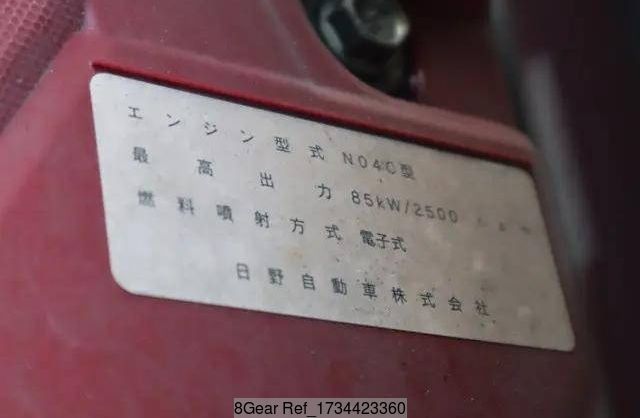 エンジン型式 N04C型
最高出力 85kW/2500
燃料噴射方式 電子式
日野自動車株式会社
8Gear Ref_1734423360